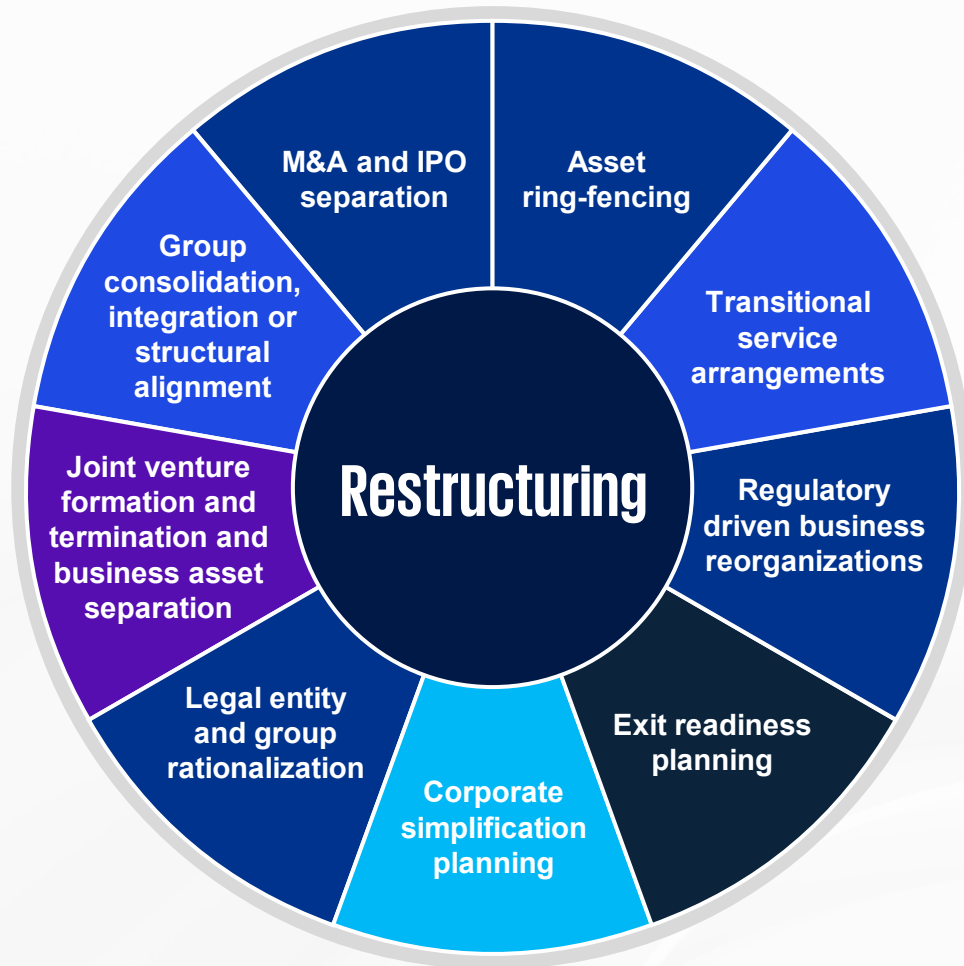 M&A and IPO
separation
Asset
ring-fencing
Transitional
service
arrangements
Regulatory
driven business
reorganizations
Exit readiness
planning
Corporate
simplification
planning
Legal entity
and group
rationalization
Joint venture
formation and
termination and
business asset
separation
Group
consolidation,
integration or
structural
alignment
Restructuring